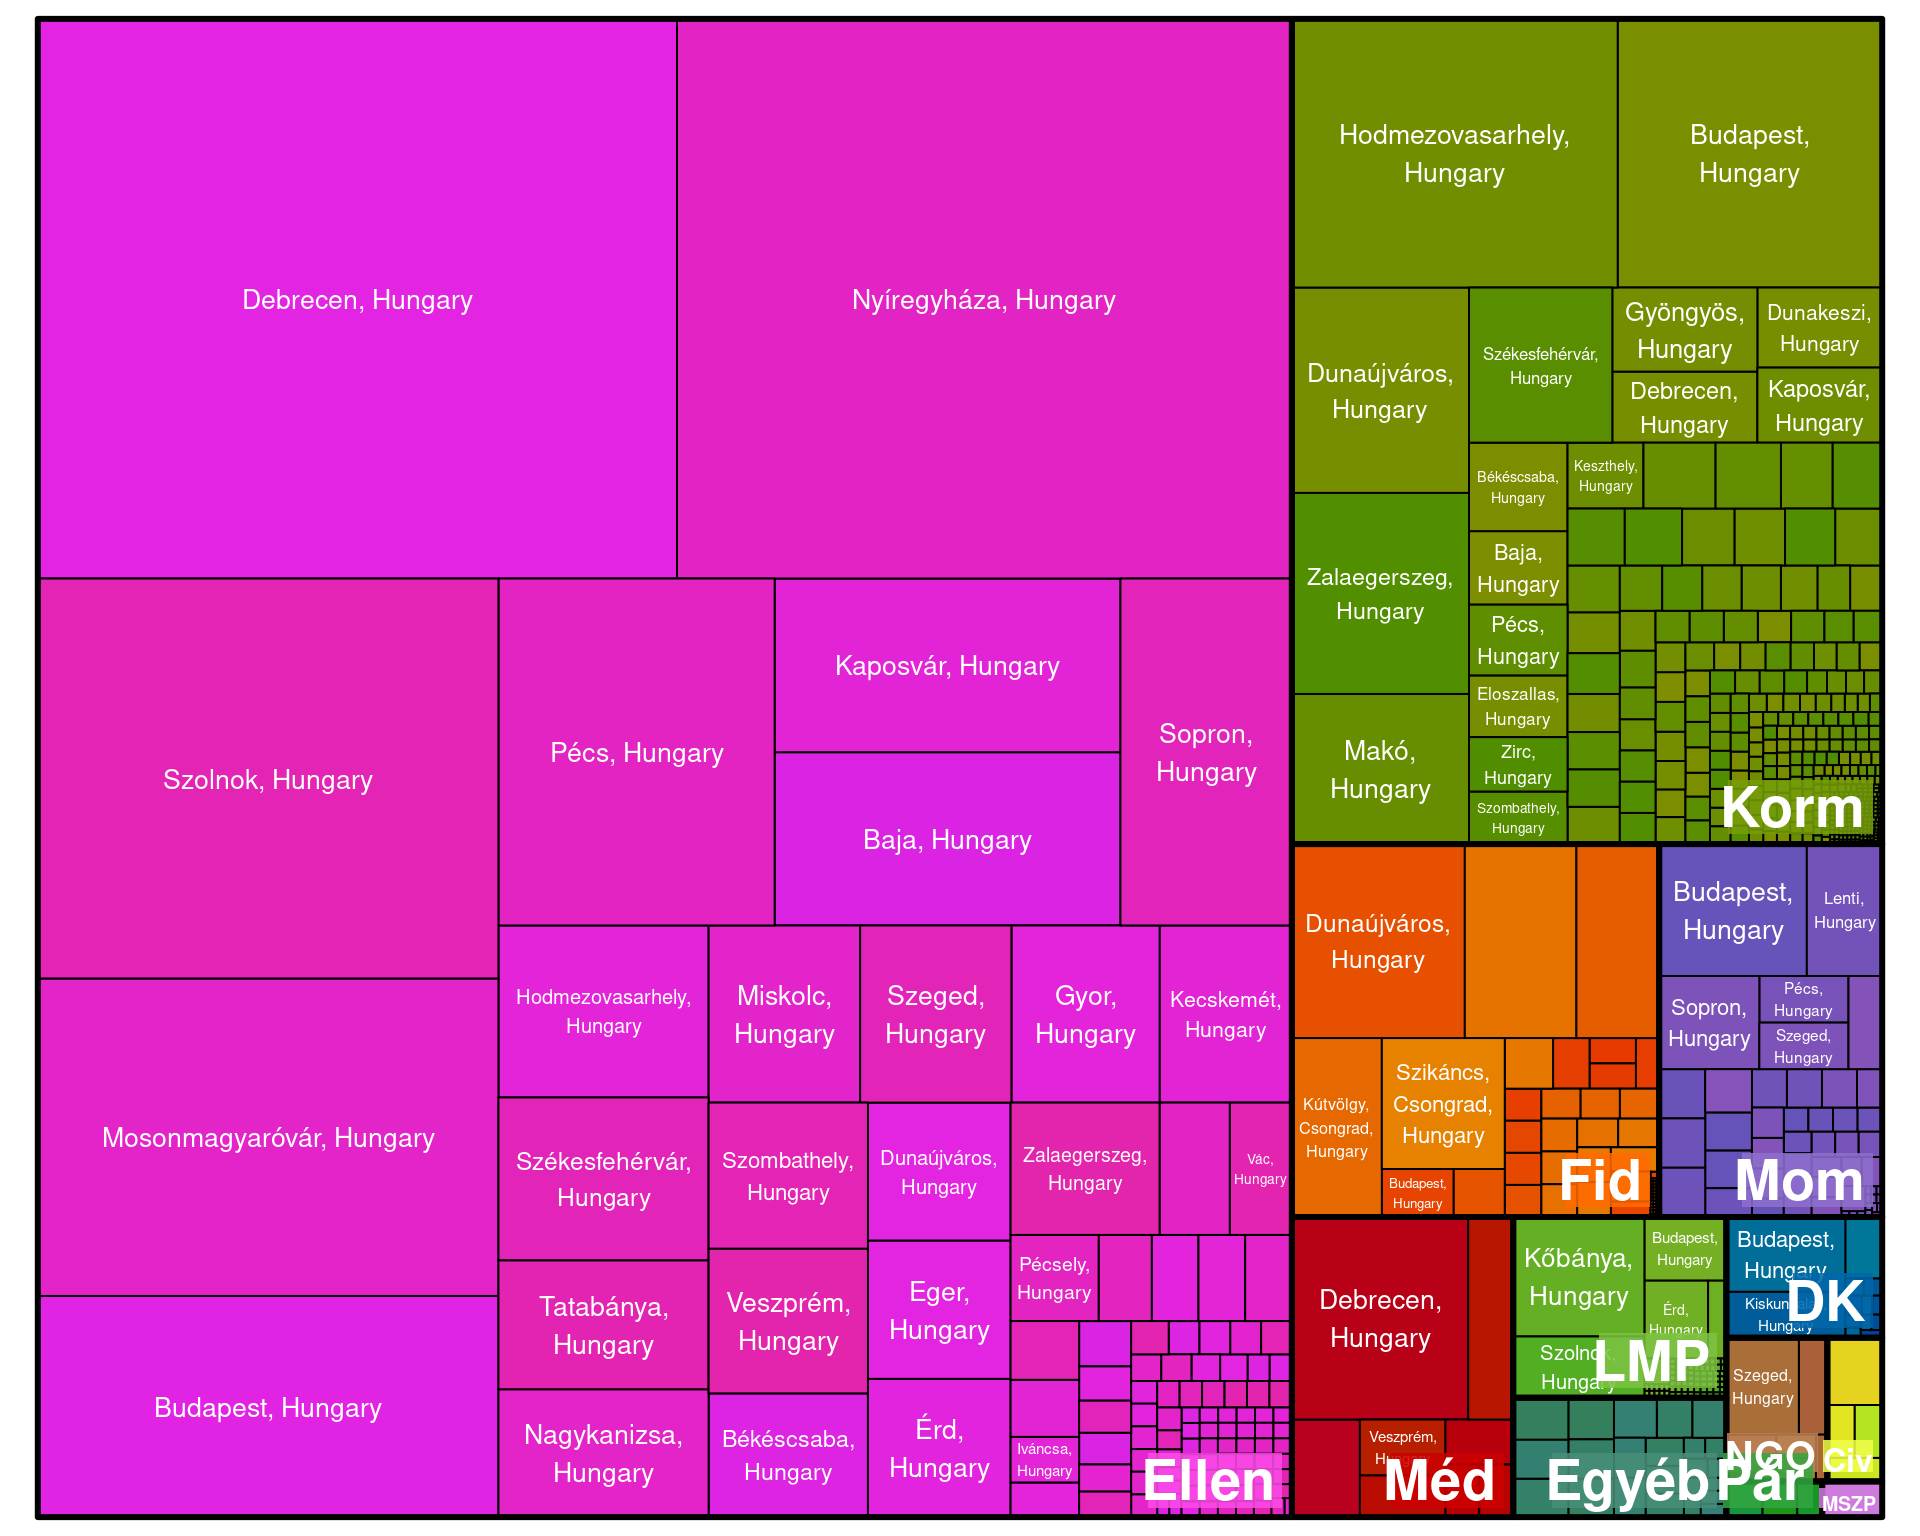 Debrecen, Hungary
Nyíregyháza, Hungary
Szolnok, Hungary
Pécs, Hungary
Kaposvár, Hungary
Baja, Hungary
Sopron,
Hungary
Mosonmagyaróvár, Hungary
Budapest, Hungary
Hodmezovasarhely,
Hungary
Miskolc,
Hungary
Szeged,
Hungary
Gyor,
Hungary
Kecskemét,
Hungary
Székesfehérvár,
Hungary
Szombathely,
Hungary
Dunaújváros,
Hungary
Zalaegerszeg,
Hungary
Vác,
Hungary
Tatabánya,
Hungary
Veszprém,
Hungary
Eger,
Hungary
Pécsely,
Hungary
Nagykanizsa,
Hungary
Békéscsaba,
Hungary
Érd,
Hungary
Iváncsa,
Hungary
Ellen
Hodmezovasarhely,
Hungary
Budapest,
Hungary
Dunaújváros,
Hungary
Székesfehérvár,
Hungary
Gyöngyös,
Hungary
Dunakeszi,
Hungary
Debrecen,
Hungary
Kaposvár,
Hungary
Békéscsaba,
Hungary
Keszthely,
Hungary
Zalaegerszeg,
Hungary
Baja,
Hungary
Pécs,
Hungary
Eloszallas,
Hungary
Makó,
Hungary
Zirc,
Hungary
Szombathely,
Hungary
Korm
Dunaújváros,
Hungary
Kútvölgy,
Csongrad,
Hungary
Szikáncs,
Csongrad,
Hungary
Budapest,
Hungary
Fid
Budapest,
Hungary
Lenti,
Hungary
Sopron,
Hungary
Pécs,
Hungary
Szeged,
Hungary
Mom
Debrecen,
Hungary
Veszprém,
Méd
Kőbánya,
Hungary
Budapest,
Hungary
Érd,
Hungary
Szolnok,
Hungary
LMP
Budapest,
Hungary
Hungary
DK
Szeged,
Hungary
NGO
Civ
Egyéb
Pár
MSZP